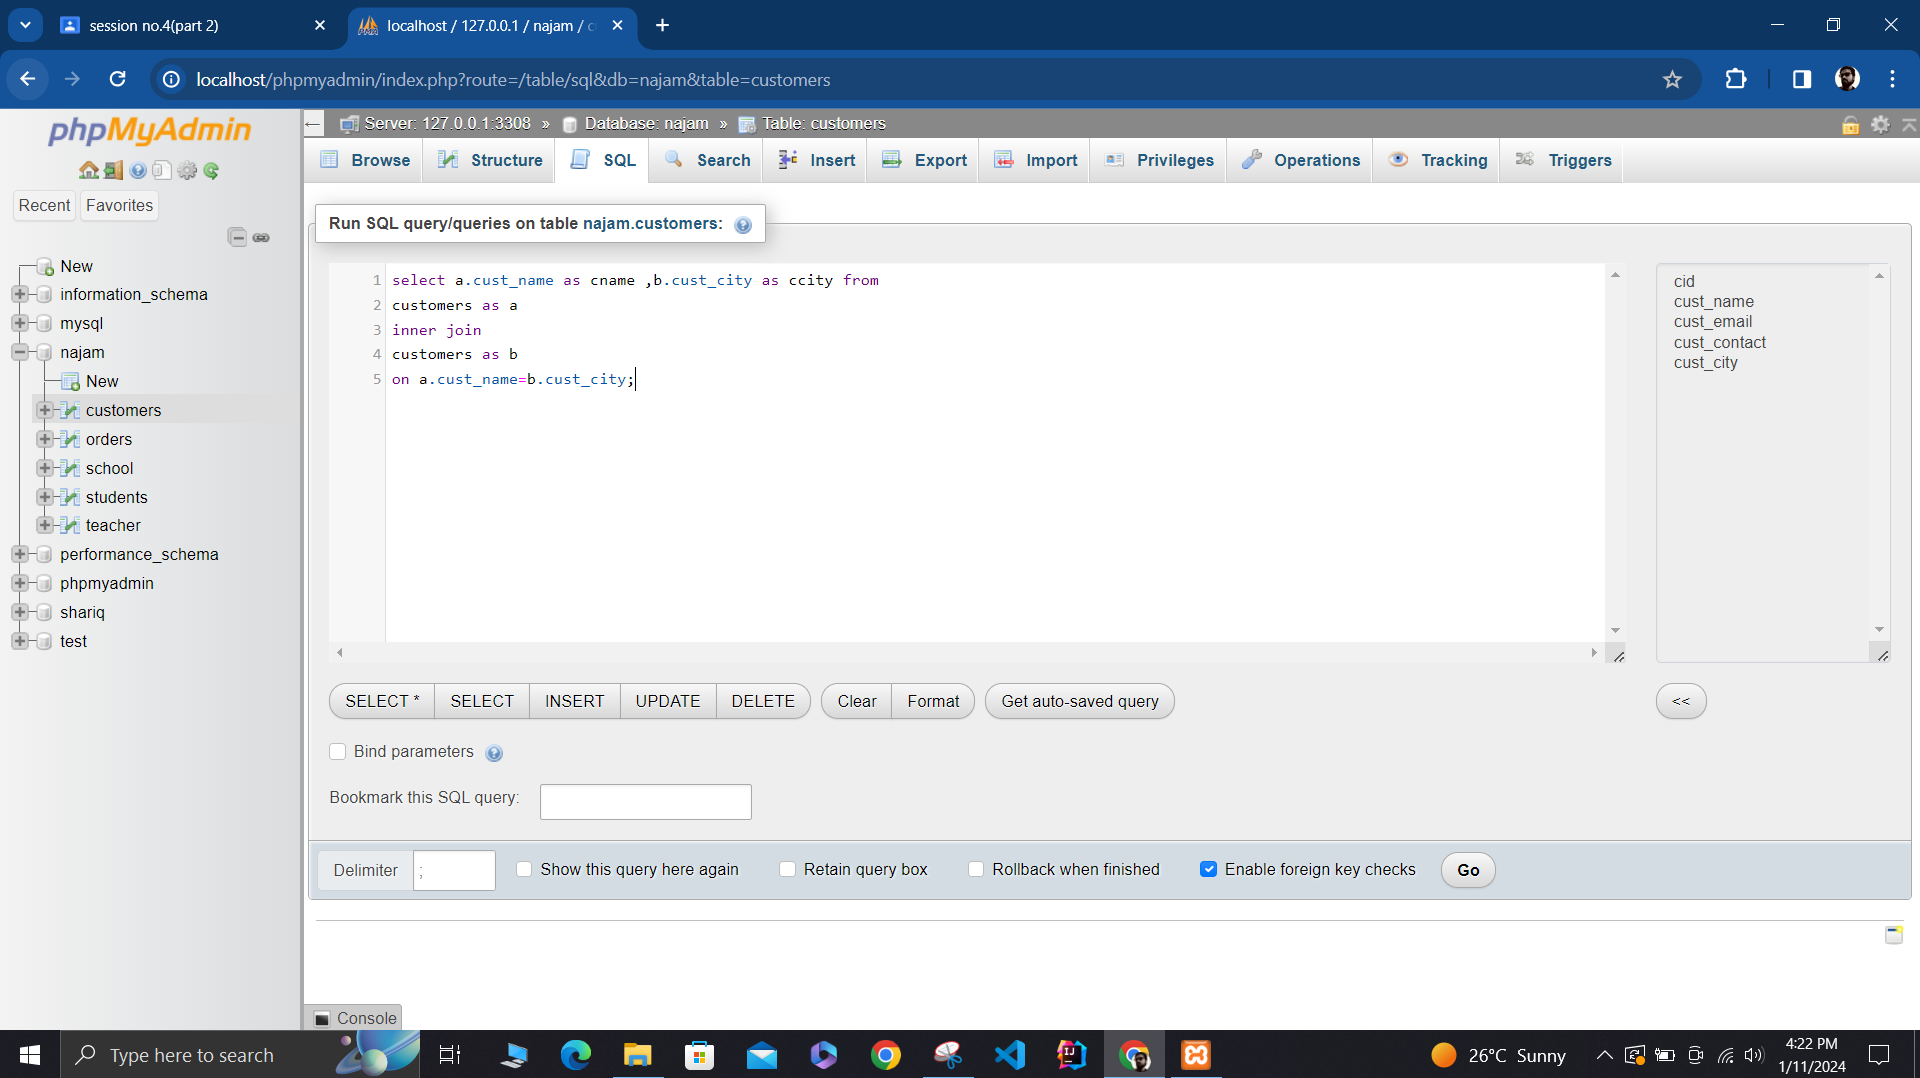 session no.4(part 2)
localhost / 127.0.0.1 / najam / c
localhost/phpmyadmin/index.php?route=/table/sql&db=najam&table=customers
phpMyAdmin
Recent Favorites
New
information_schema
mysql
najam
New
customers
orders
school
students
teacher
performance_schema
phpmyadmin
shariq
test
Server: 127.0.0.1:3308 » Database: najam » Table: customers
Browse Structure SQL Search Insert Export Import Privileges Operations Tracking Triggers
Run SQL query/queries on table najam.customers:
1 select a.cust_name as cname ,b.cust_city as ccity from
2 customers as a
3 inner join
4 customers as b
5 on a.cust_name=b.cust_city;
cid
cust_name
cust_email
cust_contact
cust_city
SELECT * SELECT INSERT UPDATE DELETE Clear Format Get auto-saved query <<
Bind parameters
Bookmark this SQL query:
Delimiter ; Show this query here again Retain query box Rollback when finished Enable foreign key checks Go
Console
Type here to search
26°C Sunny
4:22 PM
1/11/2024